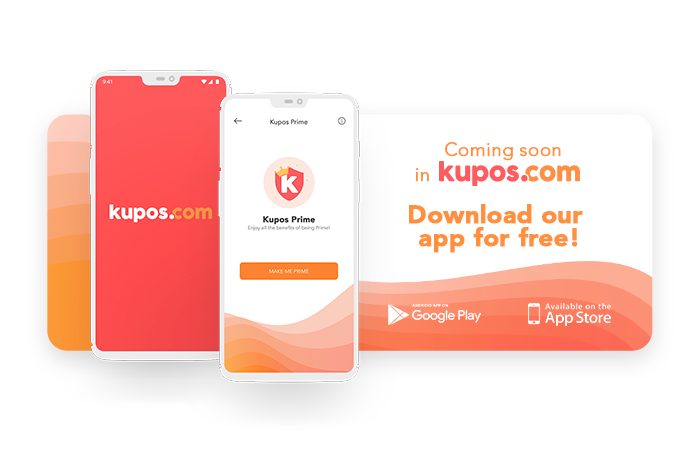 9:41
kupos.com
Kupos Prime
K
Kupos Prime
Enjoy all the benefits of being Prime!
MAKE ME PRIME
Coming soon
in kupos.com
Download our
app for free!
ANDROID APP ON
Google Play
Available on the
App Store